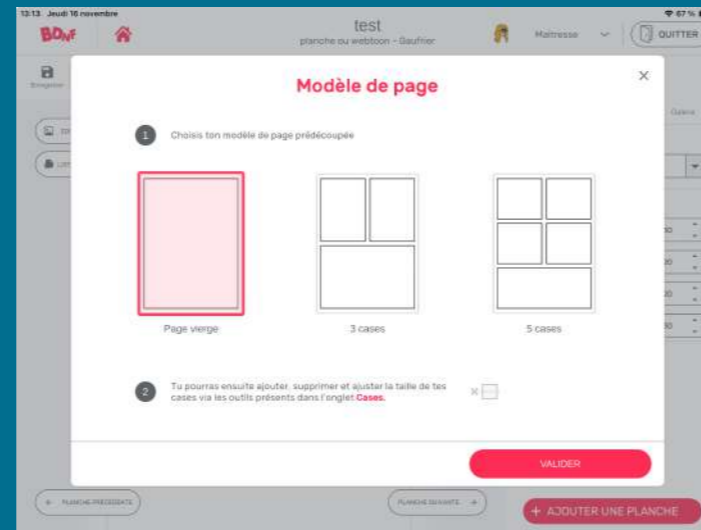 13:13 Jeudi 16 novembre
67 %
BDnF
test
planche ou webtoon - Gaufrier
Maitresse
QUITTER
Enregistrer
Galerie
Modèle de page
1
Choisis ton modèle de page prédécoupée
Page vierge
3 cases
5 cases
2
Tu pourras ensuite ajouter, supprimer et ajuster la taille de tes
cases via les outils présents dans l'onglet Cases.
VALIDER
PLANCHE PRÉCÉDENTE
PLANCHE SUIVANTE
+ AJOUTER UNE PLANCHE